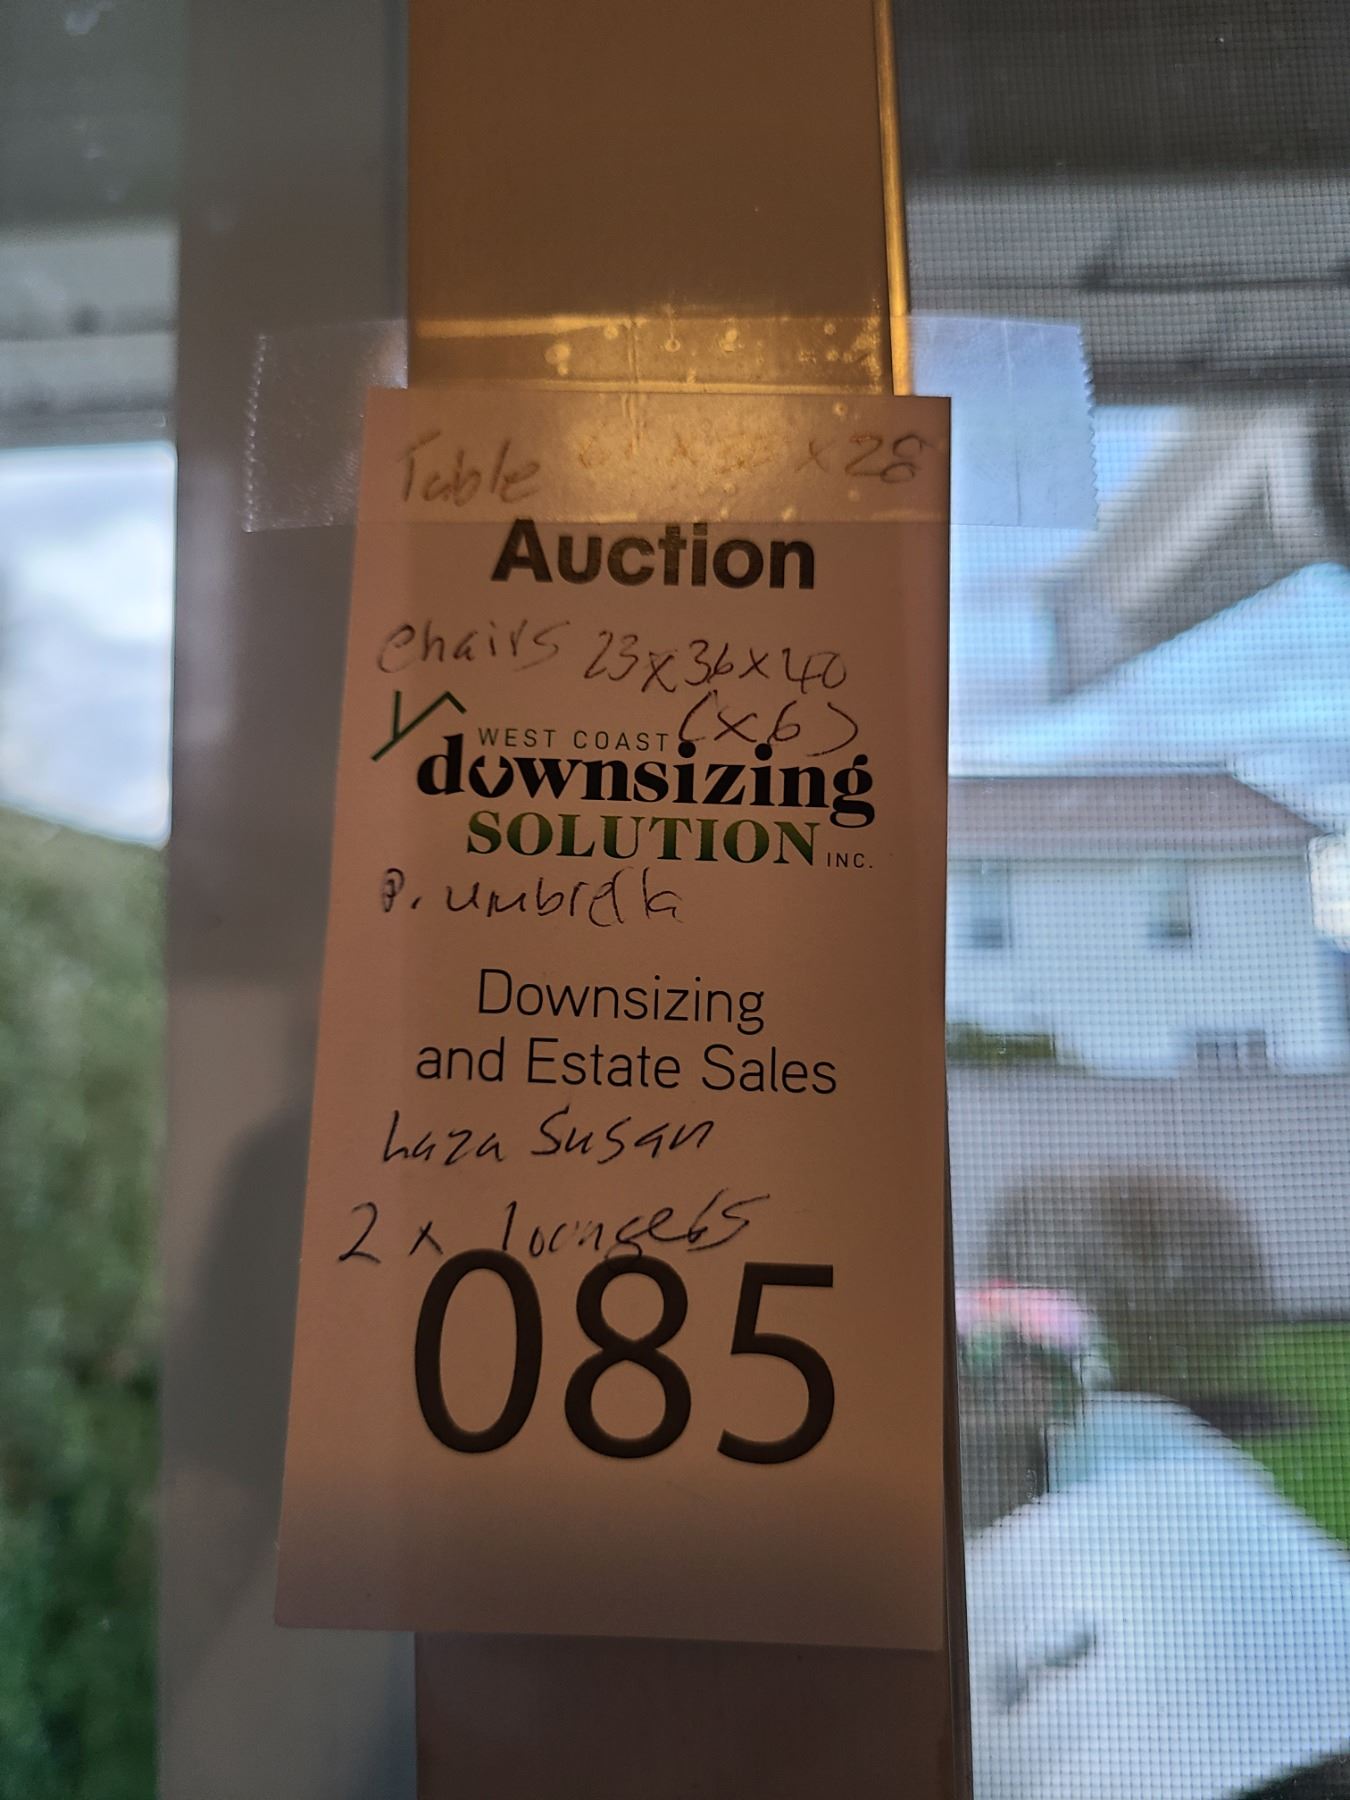 Table x 28
Auction
Chairs 23x36x40
(x6)
WEST COAST
downsizing
SOLUTION INC.
P. umbrella
Downsizing
and Estate Sales
Laza Susan
2 x loungers
085